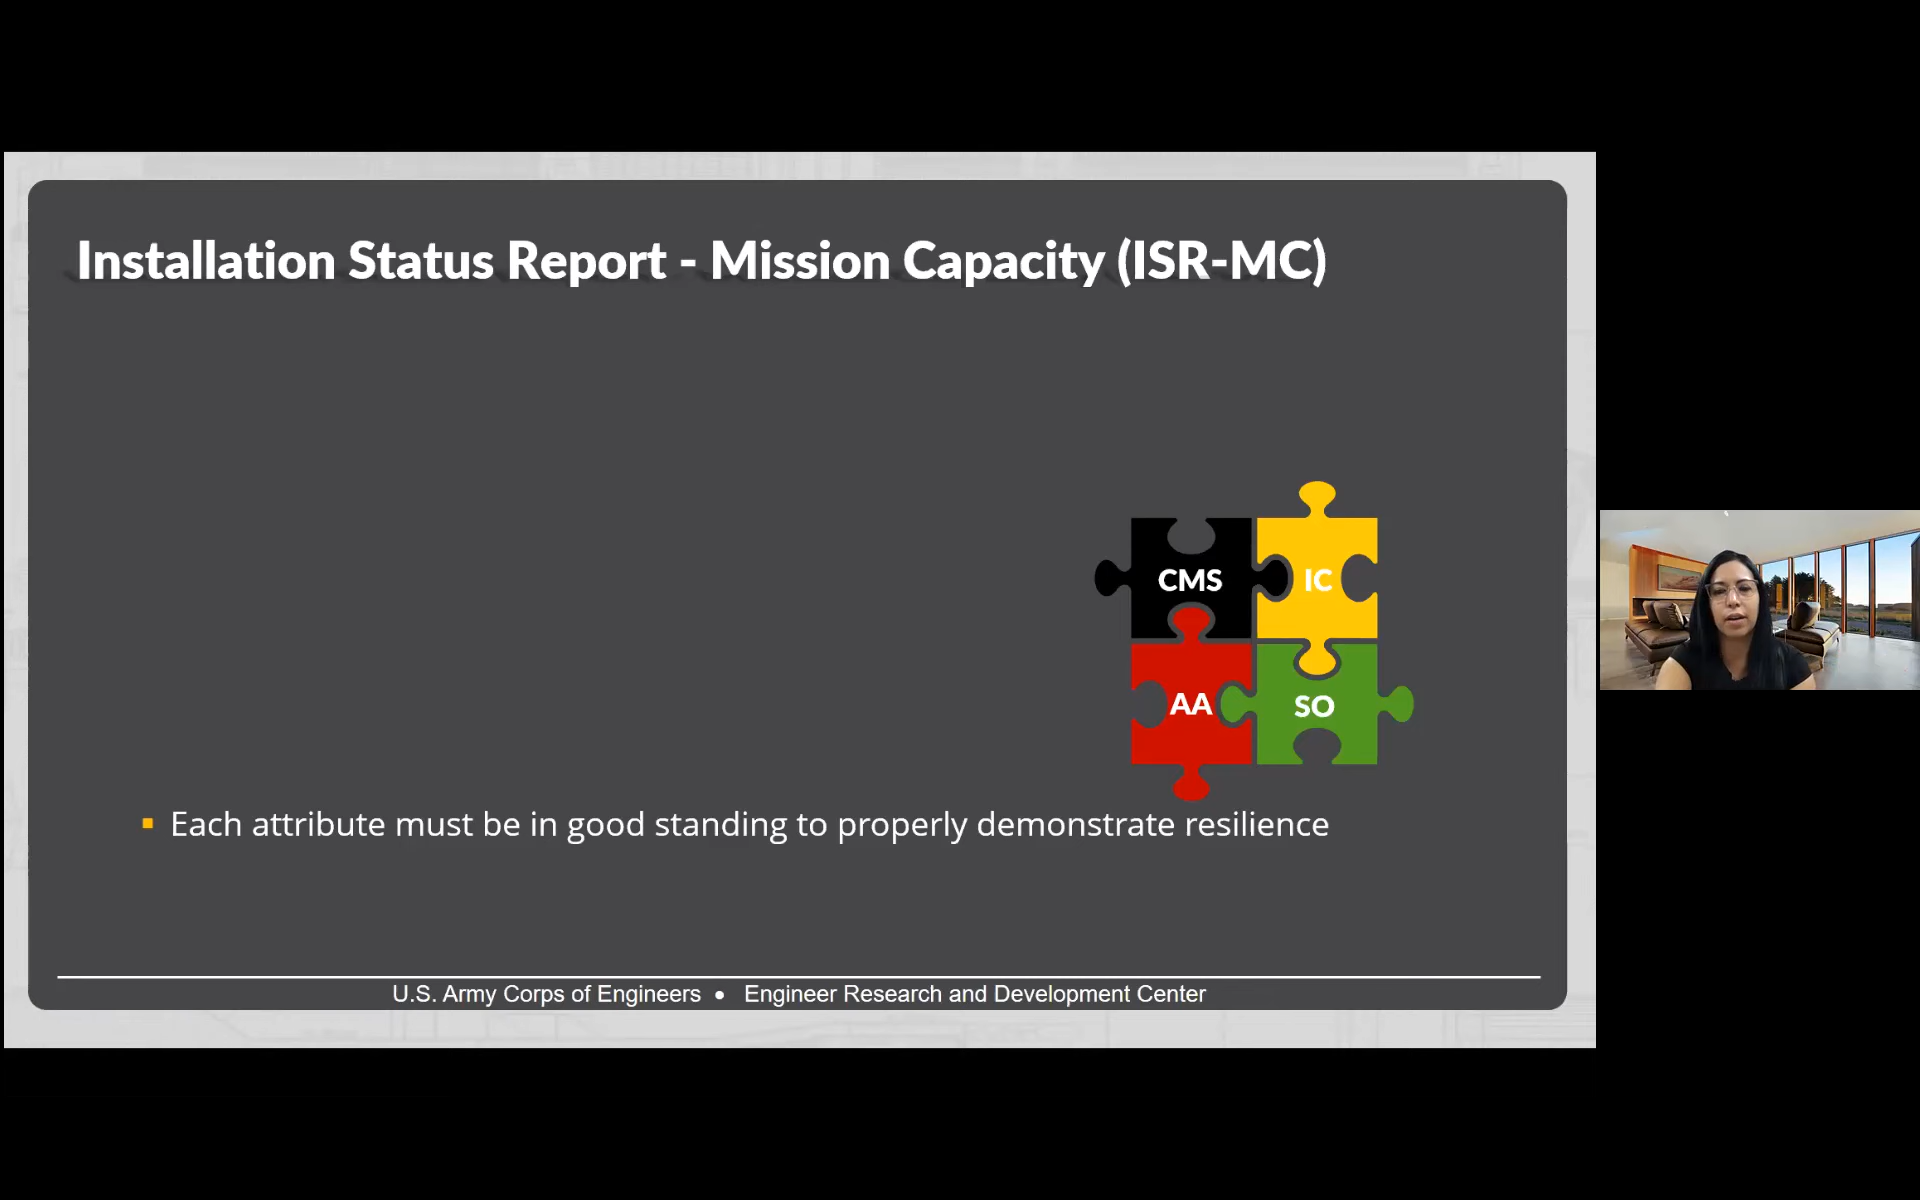 Installation Status Report - Mission Capacity (ISR-MC)
CMS
IC
AA
SO
Each attribute must be in good standing to properly demonstrate resilience
U.S. Army Corps of Engineers • Engineer Research and Development Center